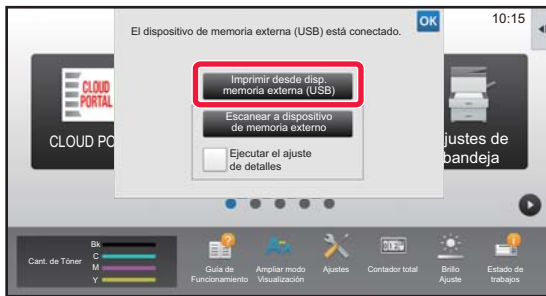 El dispositivo de memoria externa (USB) está conectado.
OK
10:15
Imprimir desde disp.
memoria externa (USB)
Escanear a dispositivo
de memoria externo
Ejecutar el ajuste
de detalles
CLOUD
PORTAL
CLOUD PO
justes de
bandeja
Cant. de Tóner
Bk
C
M
Y
Guia de
Funcionamiento
Ampliar modo
Visualización
Ajustes
Contador total
Brillo
Ajuste
Estado de
trabajos